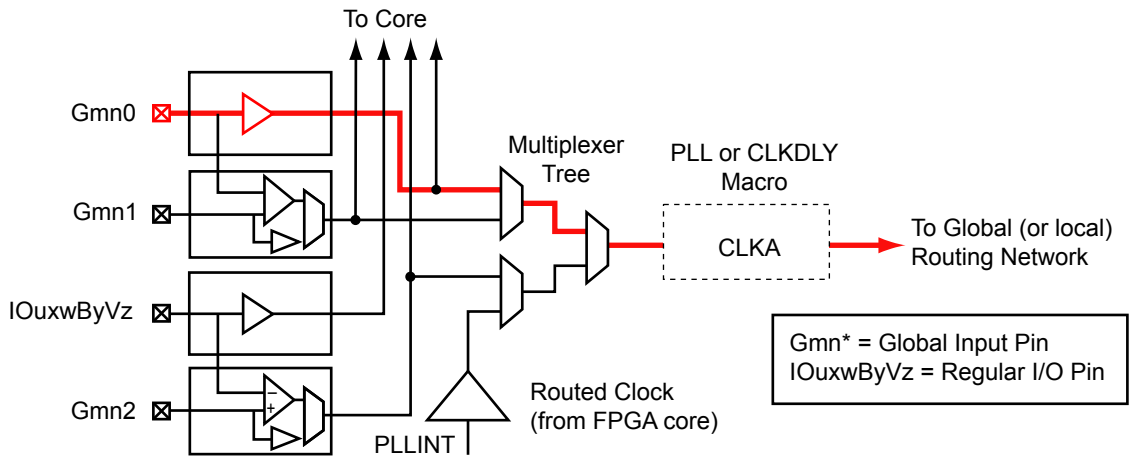 To Core
Gmn0
Multiplexer
Tree
PLL or CLKDLY
Macro
Gmn1
CLKA
To Global (or local)
Routing Network
IOuxwByVz
Gmn* = Global Input Pin
IOuxwByVz = Regular I/O Pin
Gmn2
−
+
Routed Clock
(from FPGA core)
PLLINT